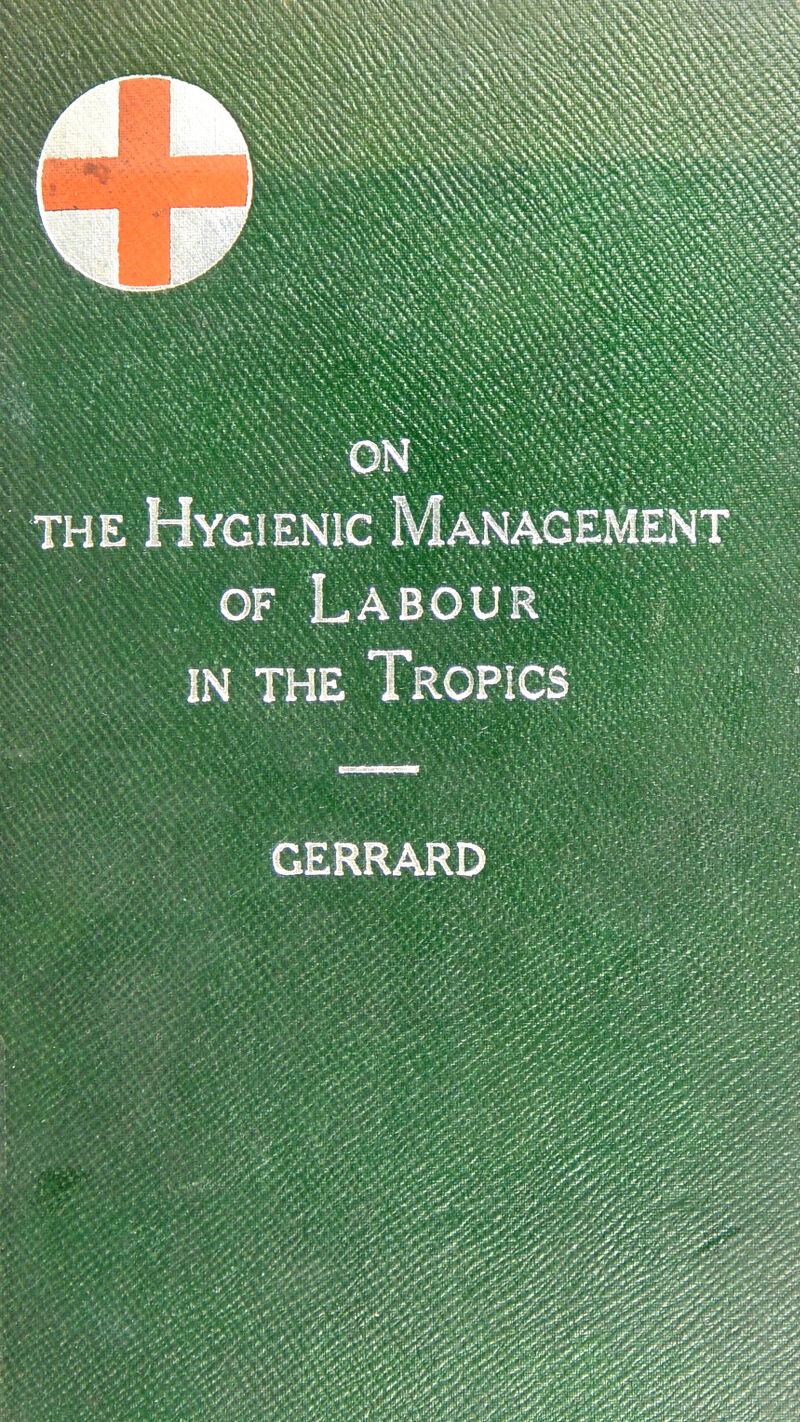 ON
THE HYGIENIC MANAGEMENT
OF LABOUR
IN THE TROPICS
GERRARD